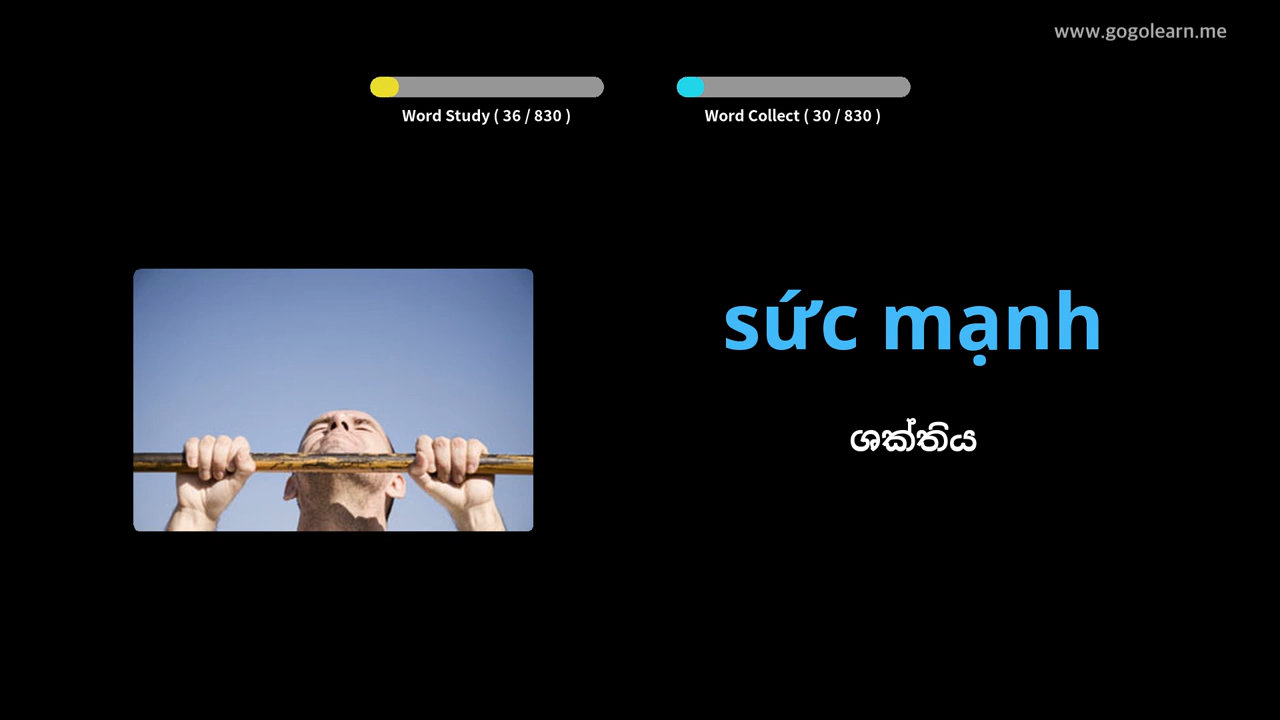 www.gogolearn.me
Word Study ( 36 / 830 )
Word Collect ( 30 / 830 )
sức mạnh
ශක්තිය